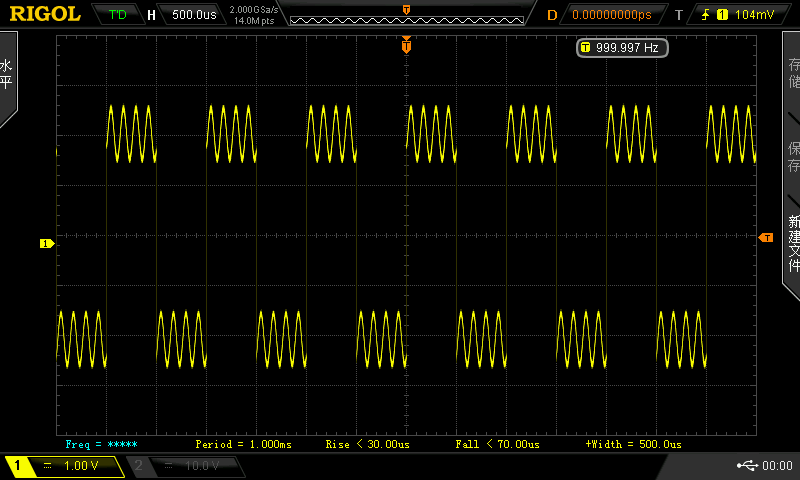 RIGOL T'D H 500.0us 2.000GSa/s 14.0M pts T D 0.00000000ps T 1 104mV
T 999.997 Hz
水平
存储
保存
新建文件
1
T
Freq = ***** Period = 1.000ms Rise < 30.00us Fall < 70.00us +Width = 500.0us
1 = 1.00 V 2 = 10.0 V 00:00